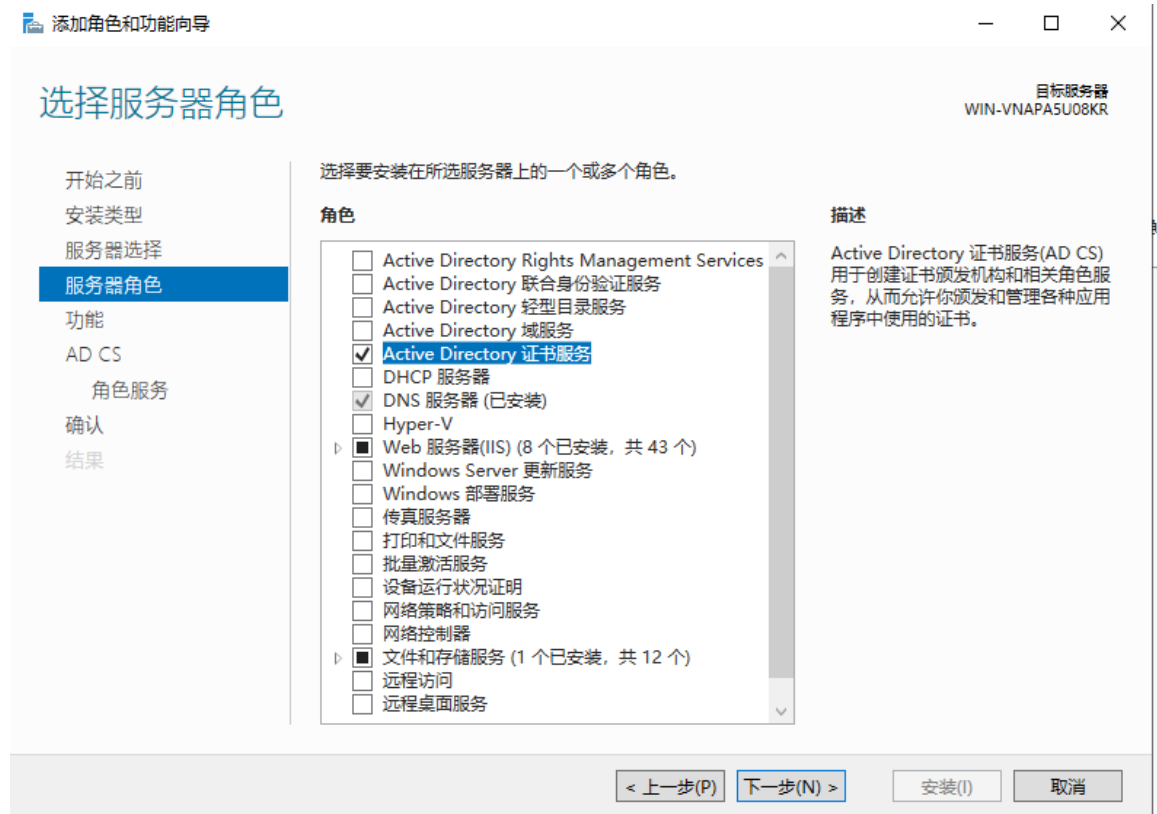 添加角色和功能向导
选择服务器角色
目标服务器
WIN-VNAPA5U08KR
开始之前
安装类型
服务器选择
服务器角色
功能
AD CS
角色服务
确认
结果
选择要安装在所选服务器上的一个或多个角色。
角色
Active Directory Rights Management Services
Active Directory 联合身份验证服务
Active Directory 轻型目录服务
Active Directory 域服务
Active Directory 证书服务
DHCP 服务器
DNS 服务器 (已安装)
Hyper-V
Web 服务器(IIS) (8 个已安装，共 43 个)
Windows Server 更新服务
Windows 部署服务
传真服务器
打印和文件服务
批量激活服务
设备运行状况证明
网络策略和访问服务
网络控制器
文件和存储服务 (1 个已安装，共 12 个)
远程访问
远程桌面服务
描述
Active Directory 证书服务(AD CS)
用于创建证书颁发机构和相关角色服
务，从而允许你颁发和管理各种应用
程序中使用的证书。
< 上一步(P)
下一步(N) >
安装(I)
取消